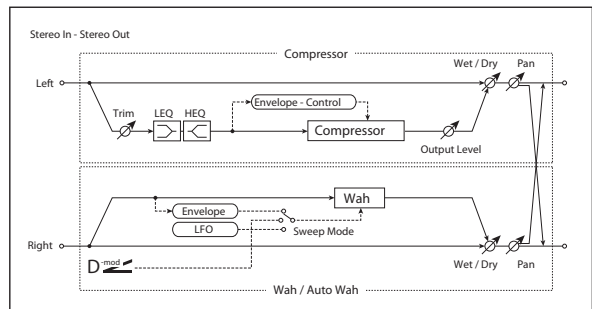 Stereo In - Stereo Out
Compressor
Wet / Dry
Pan
Left
Trim
LEQ
HEQ
Envelope - Control
Compressor
Output Level
Wah
Envelope
LFO
Sweep Mode
Right
D-mod
Wet / Dry
Pan
Wah / Auto Wah